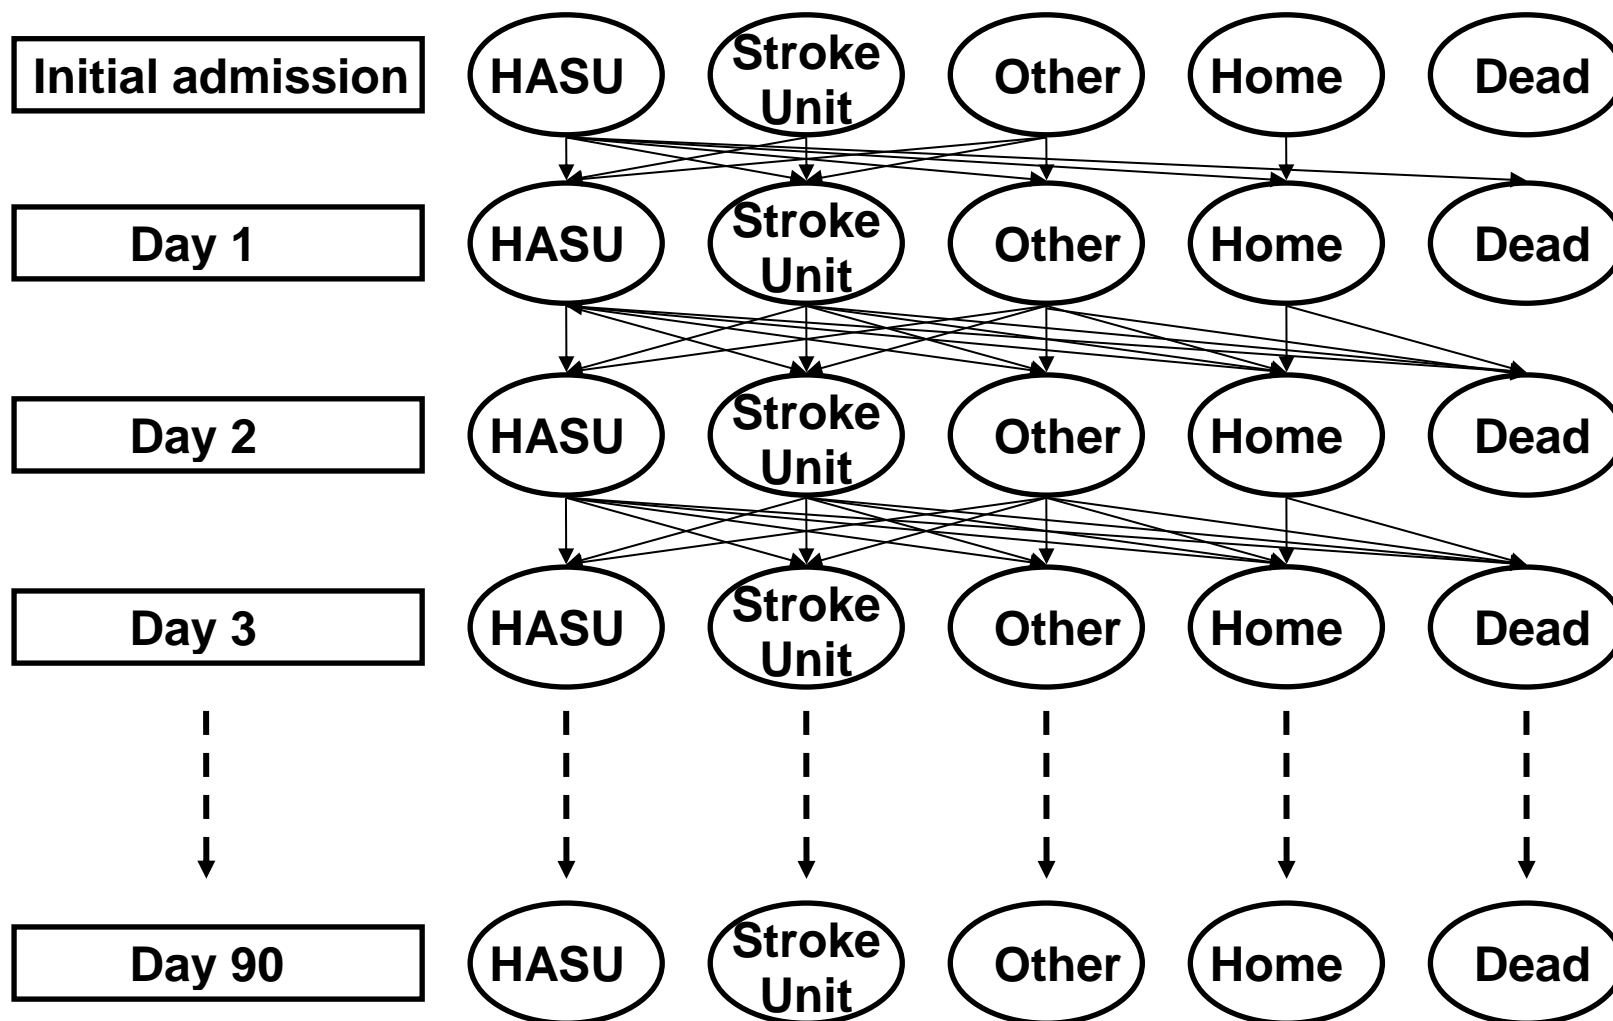 Initial admission
HASU
Stroke
Unit
Other
Home
Dead
Day 1
HASU
Stroke
Unit
Other
Home
Dead
Day 2
HASU
Stroke
Unit
Other
Home
Dead
Day 3
HASU
Stroke
Unit
Other
Home
Dead
Day 90
HASU
Stroke
Unit
Other
Home
Dead